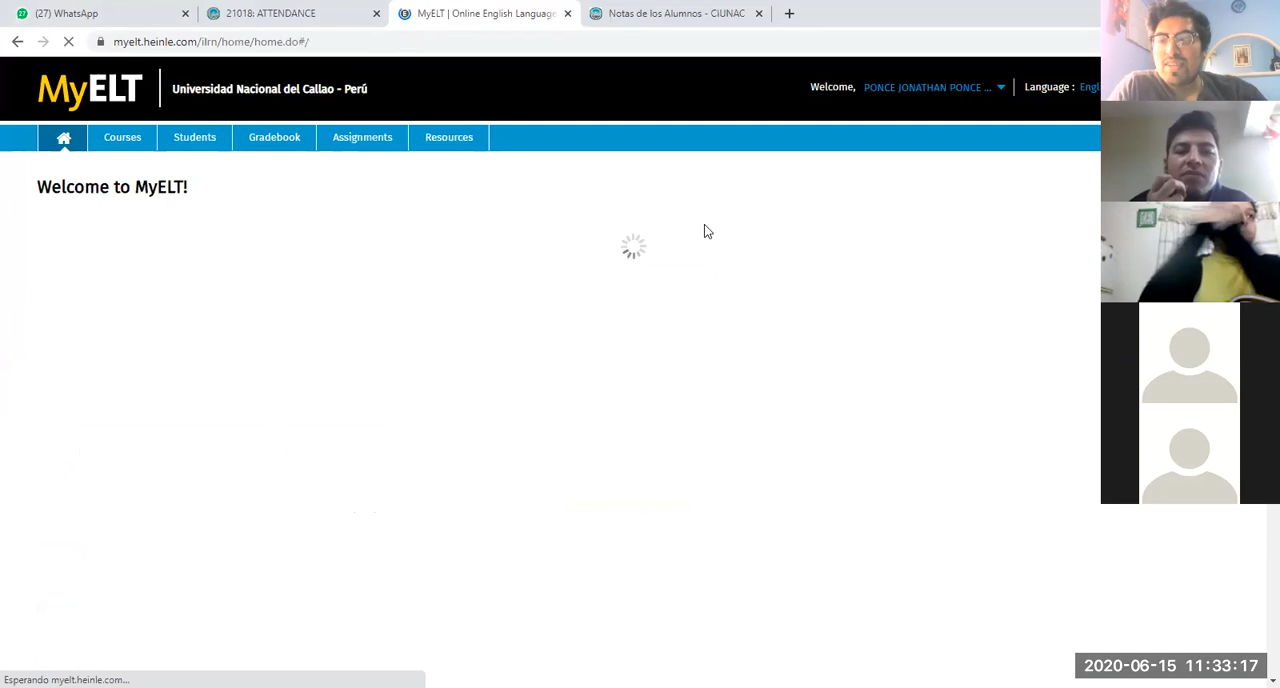 (27) WhatsApp
21018: ATTENDANCE
MyELT | Online English Language
Notas de los Alumnos - CIUNAC
myelt.heinle.com/ilrn/home/home.do#/
MyELT
Universidad Nacional del Callao - Perú
Welcome, PONCE JONATHAN PONCE ...
Language : Engl
Courses
Students
Gradebook
Assignments
Resources
Welcome to MyELT!
Esperando myelt.heinle.com...
2020-06-15 11:33:17